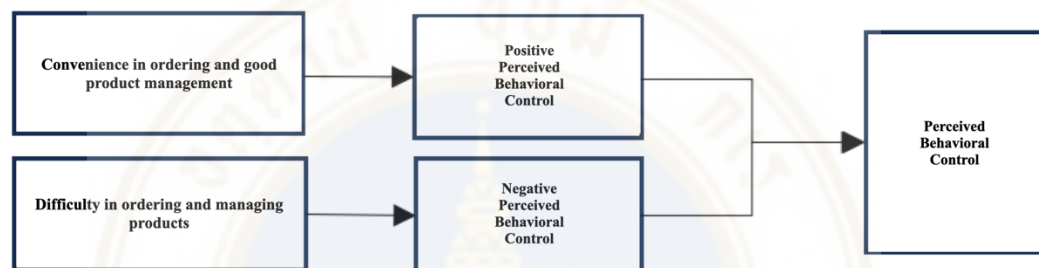 Convenience in ordering and good
product management
Positive
Perceived
Behavioral
Control
Perceived
Behavioral
Control
Difficulty in ordering and managing
products
Negative
Perceived
Behavioral
Control